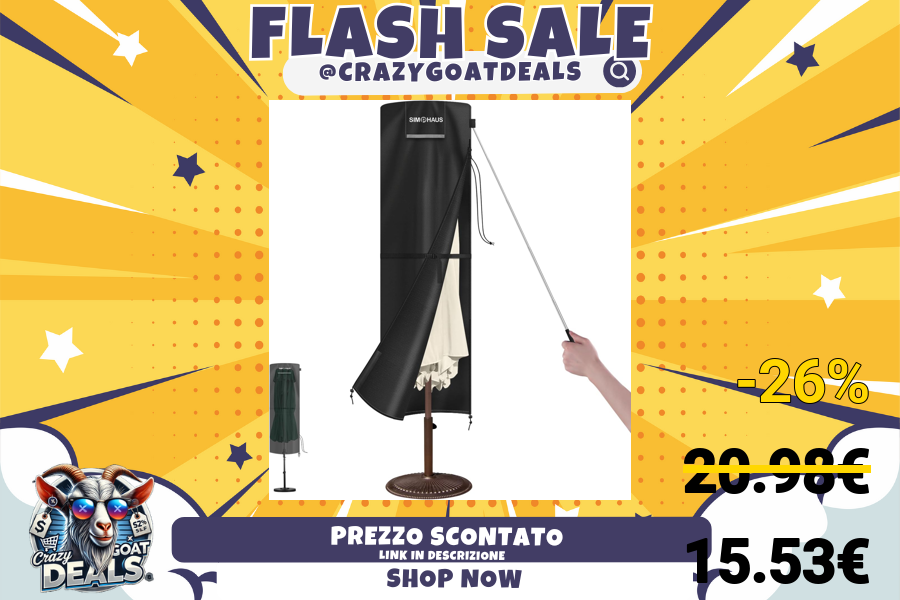 FLASH SALE
@CRAZYGOATDEALS
SIMOHAUS
-26%
20.98€
15.53€
PREZZO SCONTATO
LINK IN DESCRIZIONE
SHOP NOW
$
52%
Crazy
GOAT
DEALS